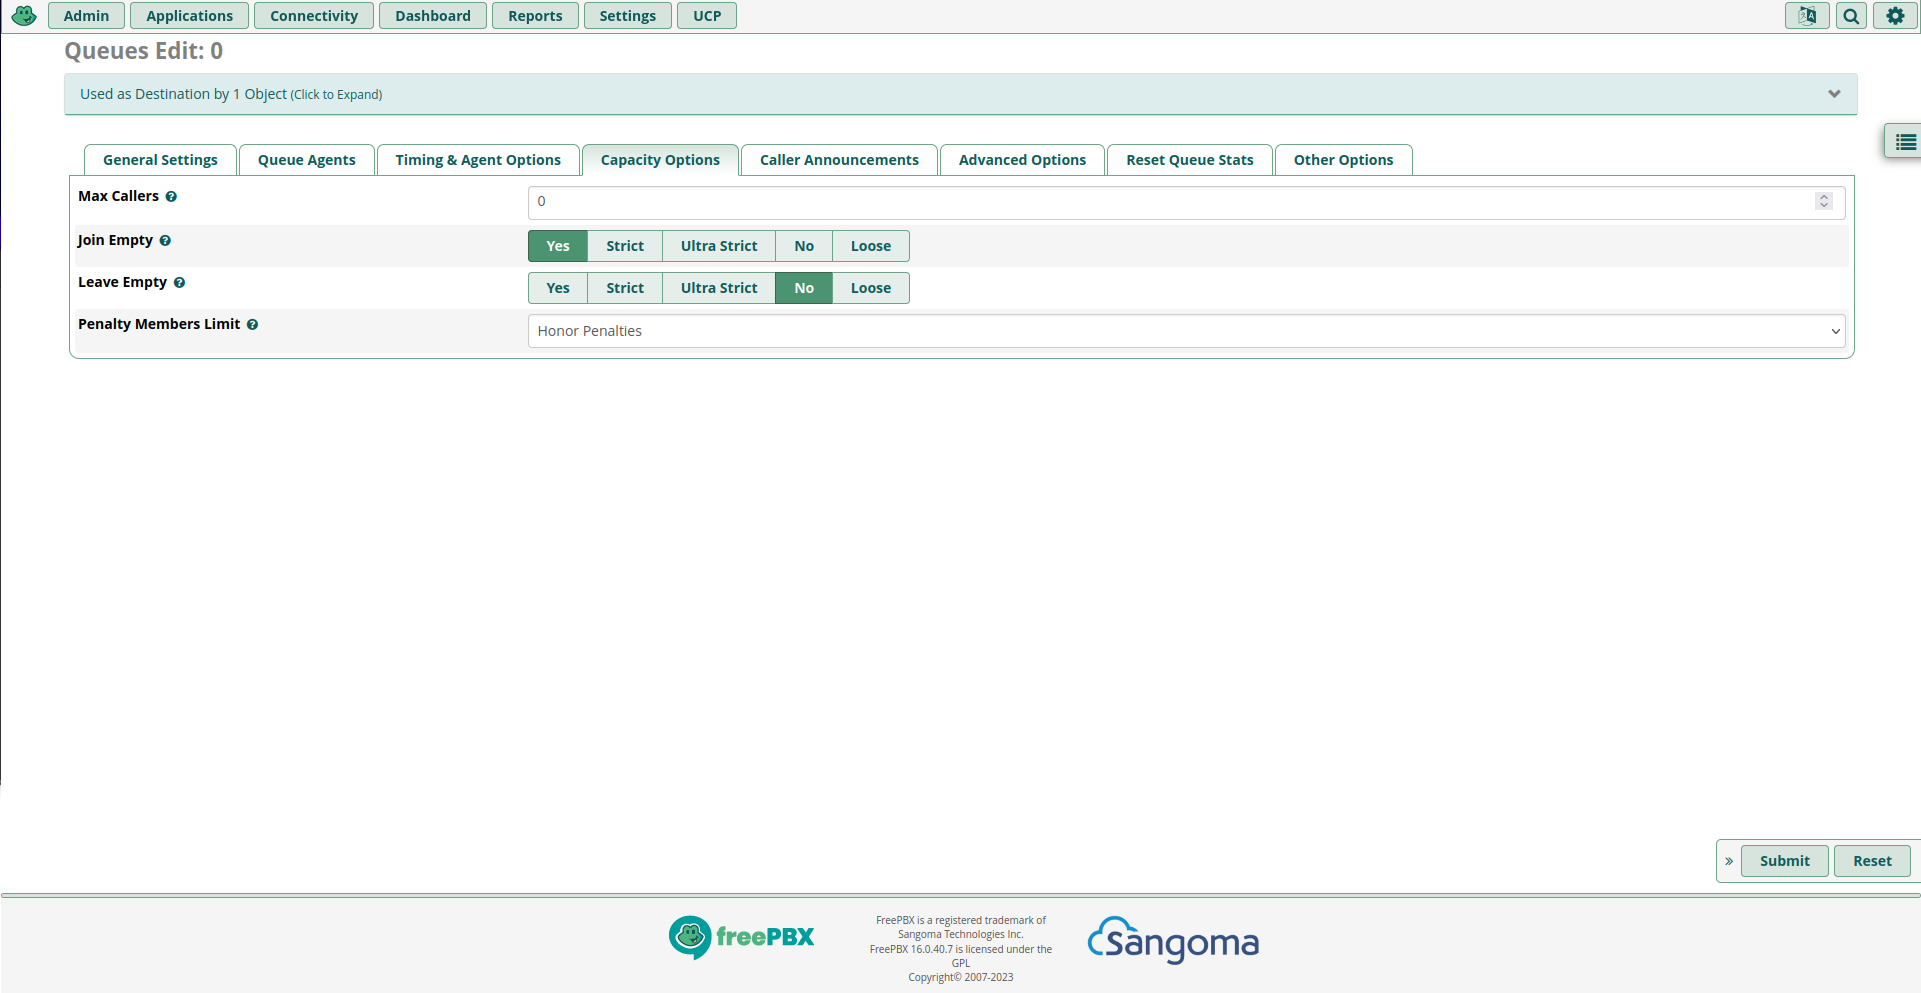 Admin Applications Connectivity Dashboard Reports Settings UCP
Queues Edit: 0
Used as Destination by 1 Object (Click to Expand)
General Settings Queue Agents Timing & Agent Options Capacity Options Caller Announcements Advanced Options Reset Queue Stats Other Options
Max Callers ? 0
Join Empty ? Yes Strict Ultra Strict No Loose
Leave Empty ? Yes Strict Ultra Strict No Loose
Penalty Members Limit ? Honor Penalties
» Submit Reset
freePBX
FreePBX is a registered trademark of
Sangoma Technologies Inc.
FreePBX 16.0.40.7 is licensed under the
GPL
Copyright© 2007-2023
Sangoma